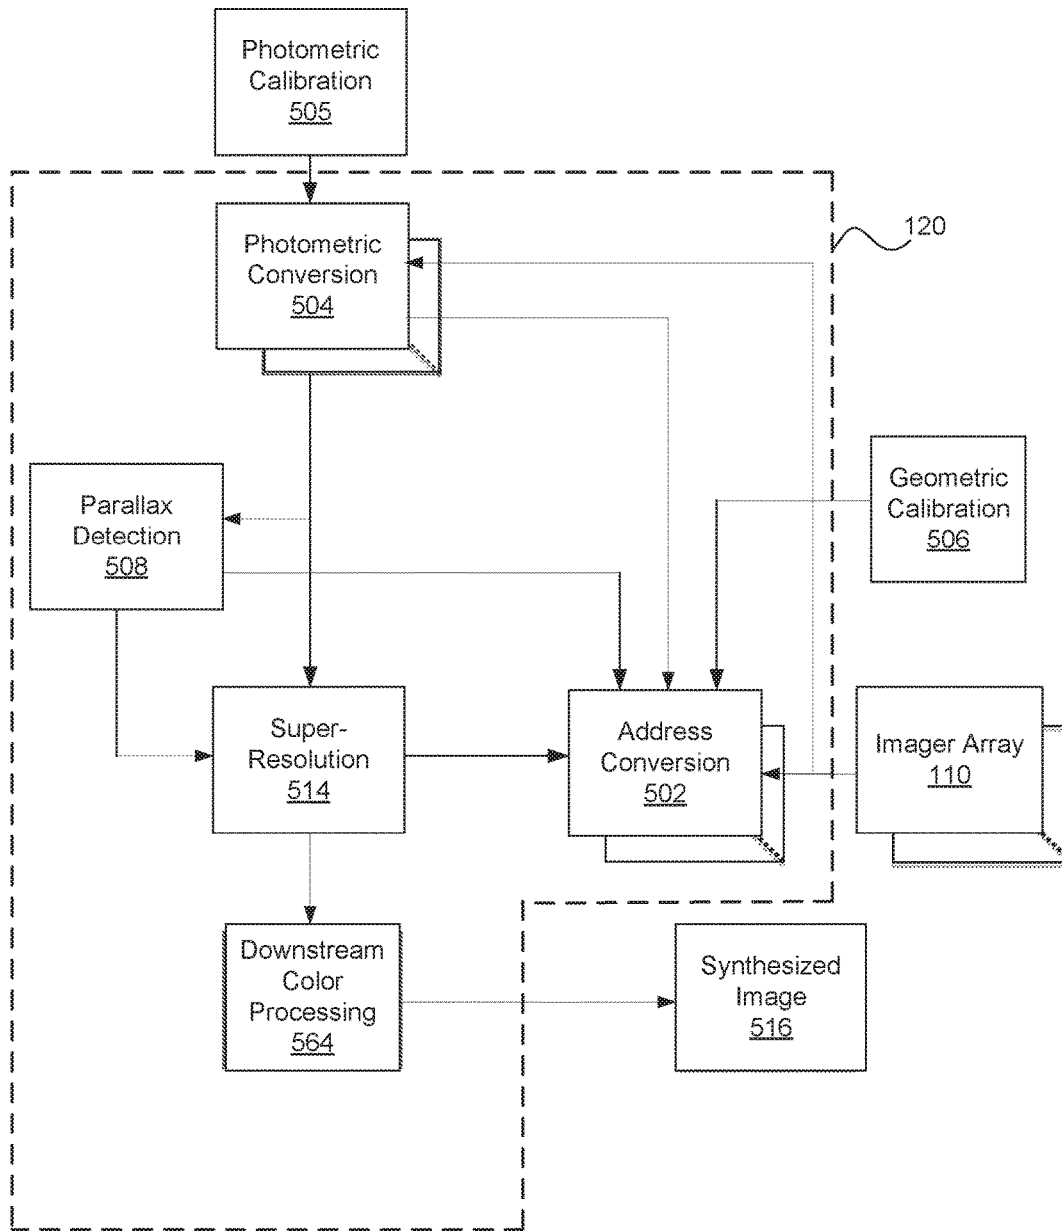 Photometric
Calibration
505
120
Photometric
Conversion
504
Geometric
Calibration
506
Parallax
Detection
508
Super-
Resolution
514
Address
Conversion
502
Imager Array
110
Downstream
Color
Processing
564
Synthesized
Image
516